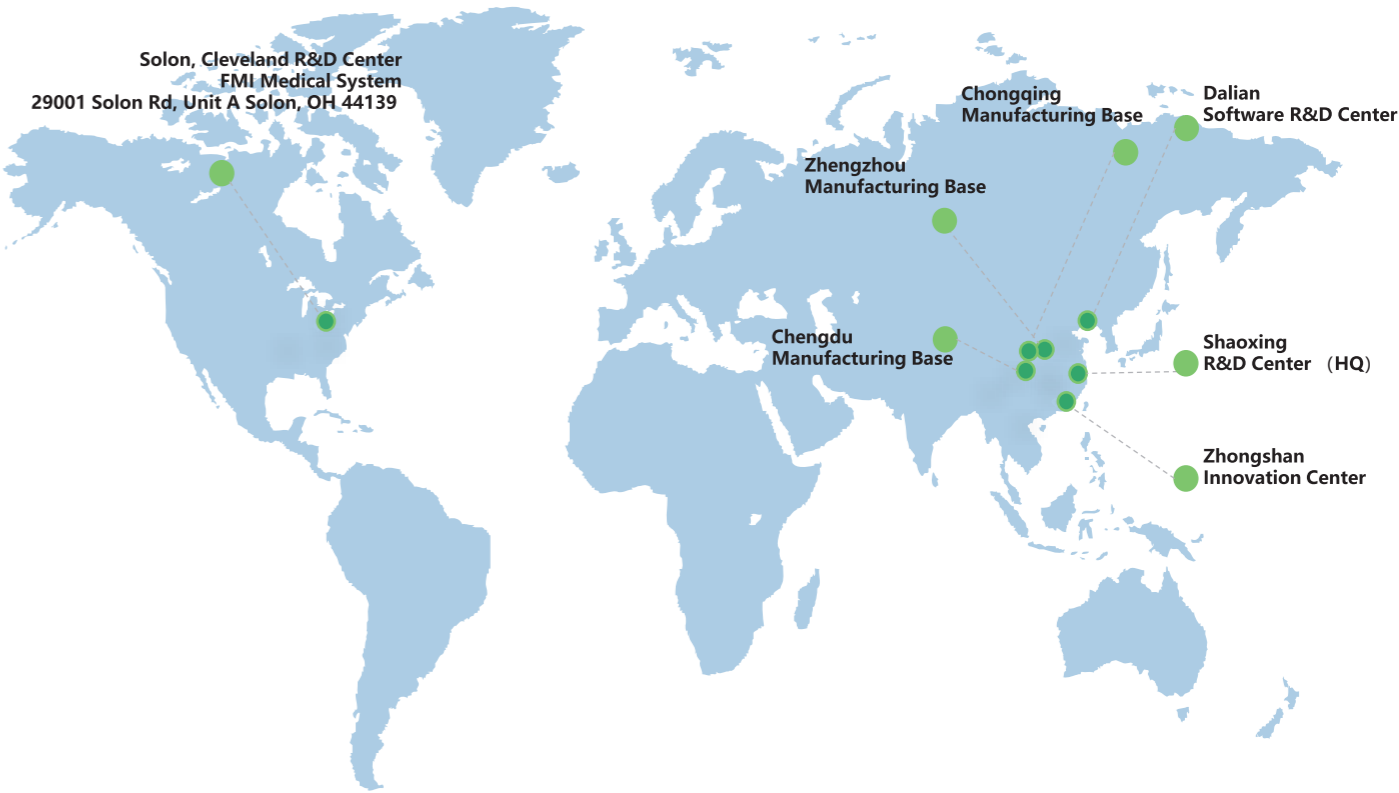 Solon, Cleveland R&D Center
FMI Medical System
29001 Solon Rd, Unit A Solon, OH 44139
Chongqing
Manufacturing Base
Dalian
Software R&D Center
Zhengzhou
Manufacturing Base
Chengdu
Manufacturing Base
Shaoxing
R&D Center （HQ）
Zhongshan
Innovation Center